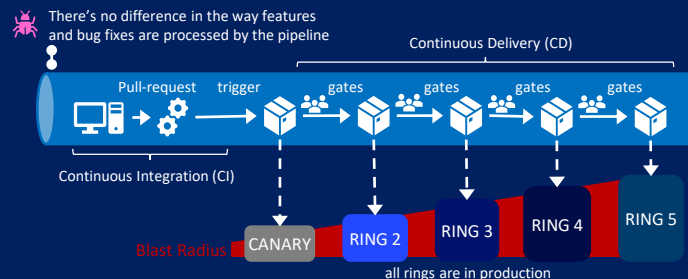 There's no difference in the way features
and bug fixes are processed by the pipeline
Continuous Delivery (CD)
Pull-request
trigger
gates
gates
gates
gates
Continuous Integration (CI)
Blast Radius
CANARY
RING 2
RING 3
RING 4
RING 5
all rings are in production